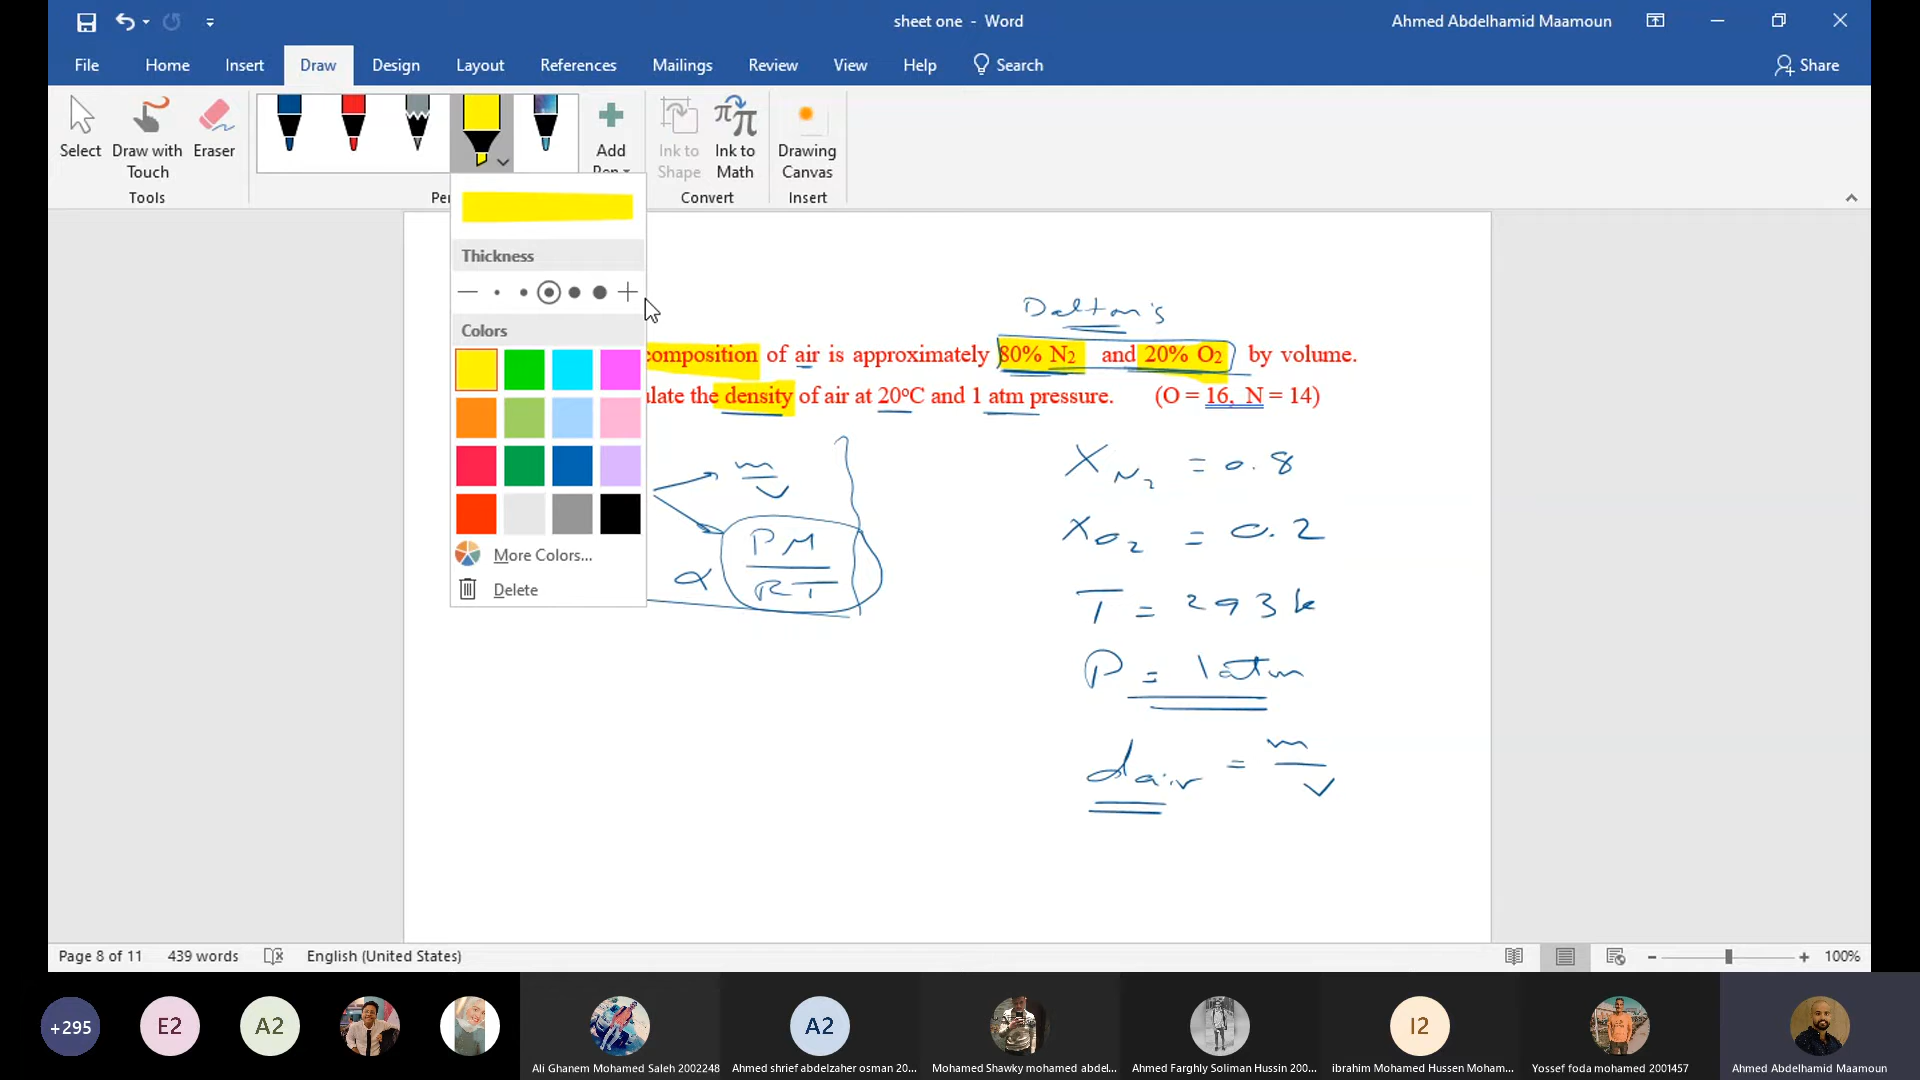 sheet one - Word
Ahmed Abdelhamid Maamoun
File Home Insert Draw Design Layout References Mailings Review View Help Search Share
Select Draw with Touch Eraser Add Pen Ink to Shape Ink to Math Drawing Canvas
Tools Pen Convert Insert
Thickness
Colors
More Colors...
Delete
Dalton's
composition of air is approximately 80% N2 and 20% O2 by volume.
ulate the density of air at 20oC and 1 atm pressure. (O = 16, N = 14)
m
v
PM
RT
α
X N2 = 0.8
X O2 = 0.2
T = 293 k
P = 1 atm
d air = m
v
Page 8 of 11 439 words English (United States) 100%
+295 E2 A2 A2 I2
Ali Ghanem Mohamed Saleh 2002248
Ahmed shrief abdelzaher osman 20...
Mohamed Shawky mohamed abdel...
Ahmed Farghly Soliman Hussin 200...
ibrahim Mohamed Hussen Moham...
Yossef foda mohamed 2001457
Ahmed Abdelhamid Maamoun